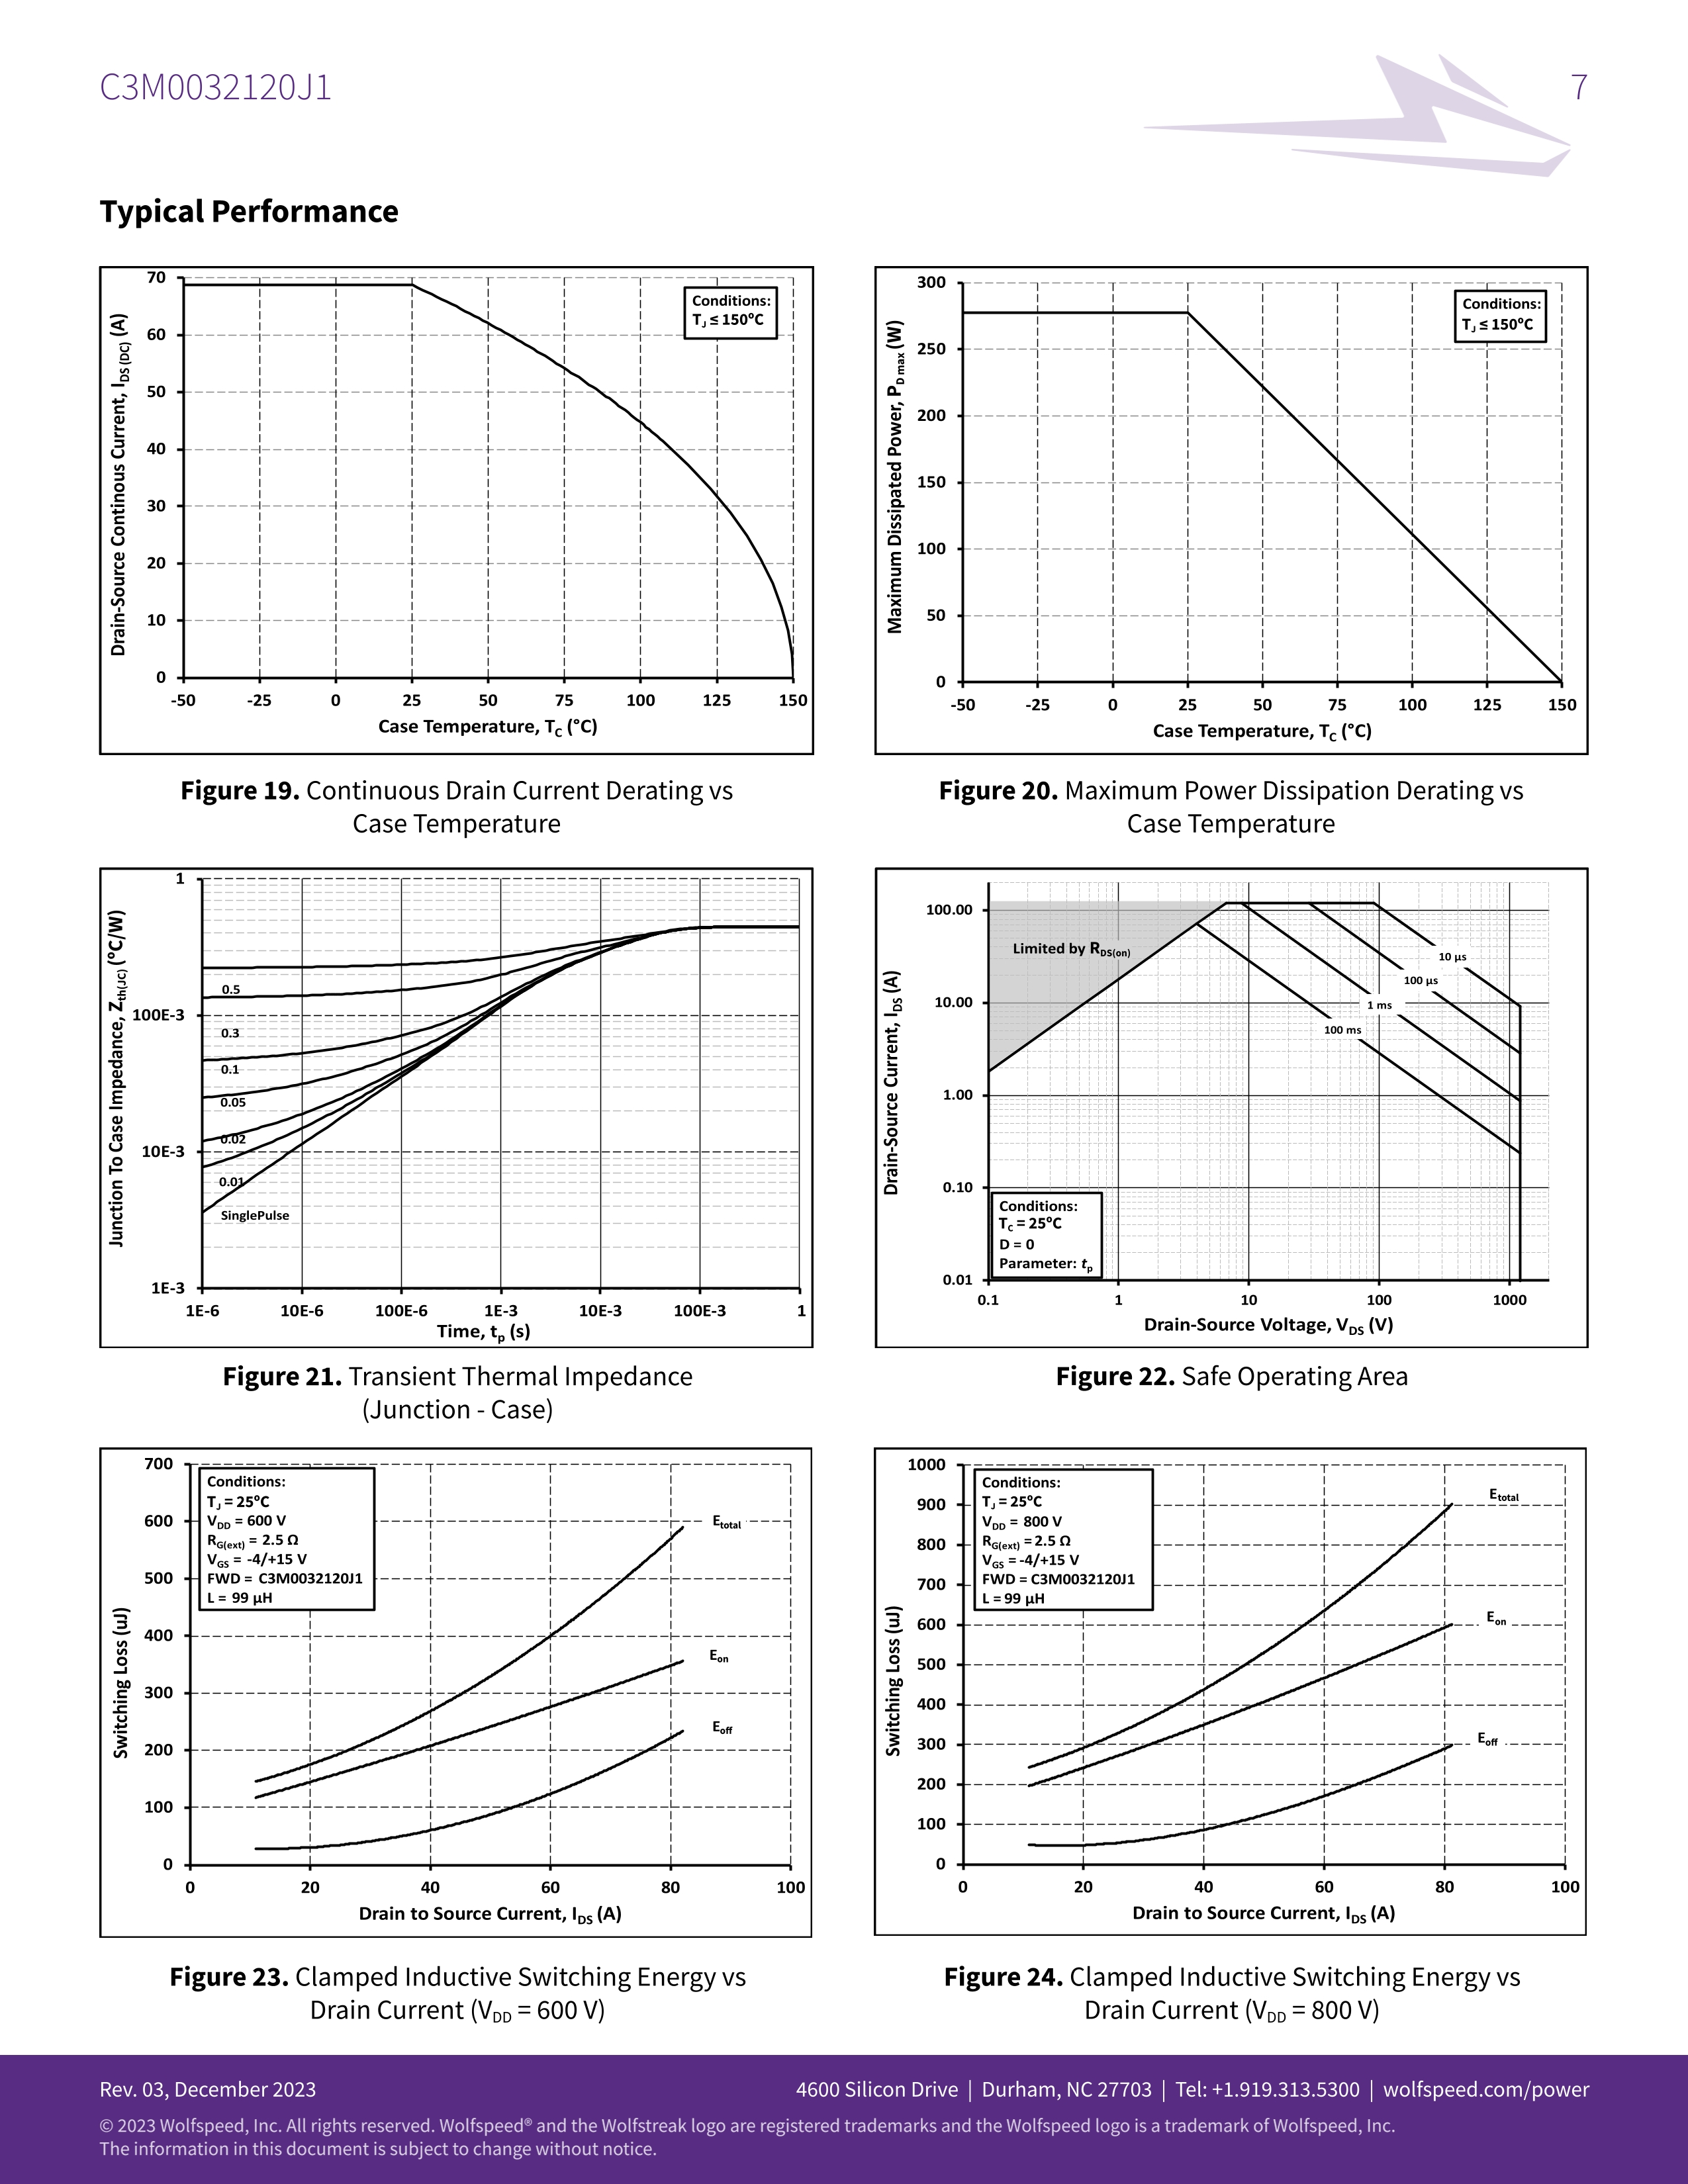 C3M0032120J1
7
Typical Performance
Drain-Source Continous Current, IDS (DC) (A)
70
60
50
40
30
20
10
0
-50 -25 0 25 50 75 100 125 150
Case Temperature, TC (°C)
Conditions:
TJ ≤ 150°C
Figure 19. Continuous Drain Current Derating vs
Case Temperature
Maximum Dissipated Power, PD max (W)
300
250
200
150
100
50
0
-50 -25 0 25 50 75 100 125 150
Case Temperature, TC (°C)
Conditions:
TJ ≤ 150°C
Figure 20. Maximum Power Dissipation Derating vs
Case Temperature
Junction To Case Impedance, Zth(JC) (°C/W)
1
100E-3
10E-3
1E-3
0.5
0.3
0.1
0.05
0.02
0.01
SinglePulse
1E-6 10E-6 100E-6 1E-3 10E-3 100E-3 1
Time, tp (s)
Figure 21. Transient Thermal Impedance
(Junction - Case)
Drain-Source Current, IDS (A)
100.00
10.00
1.00
0.10
0.01
Limited by RDS(on)
10 µs
100 µs
1 ms
100 ms
Conditions:
TC = 25°C
D = 0
Parameter: tp
0.1 1 10 100 1000
Drain-Source Voltage, VDS (V)
Figure 22. Safe Operating Area
Switching Loss (uJ)
700
600
500
400
300
200
100
0
Conditions:
TJ = 25°C
VDD = 600 V
RG(ext) = 2.5 Ω
VGS = -4/+15 V
FWD = C3M0032120J1
L = 99 µH
Etotal
Eon
Eoff
0 20 40 60 80 100
Drain to Source Current, IDS (A)
Figure 23. Clamped Inductive Switching Energy vs
Drain Current (VDD = 600 V)
Switching Loss (uJ)
1000
900
800
700
600
500
400
300
200
100
0
Conditions:
TJ = 25°C
VDD = 800 V
RG(ext) = 2.5 Ω
VGS = -4/+15 V
FWD = C3M0032120J1
L = 99 µH
Etotal
Eon
Eoff
0 20 40 60 80 100
Drain to Source Current, IDS (A)
Figure 24. Clamped Inductive Switching Energy vs
Drain Current (VDD = 800 V)
Rev. 03, December 2023
4600 Silicon Drive | Durham, NC 27703 | Tel: +1.919.313.5300 | wolfspeed.com/power
© 2023 Wolfspeed, Inc. All rights reserved. Wolfspeed® and the Wolfstreak logo are registered trademarks and the Wolfspeed logo is a trademark of Wolfspeed, Inc.
The information in this document is subject to change without notice.